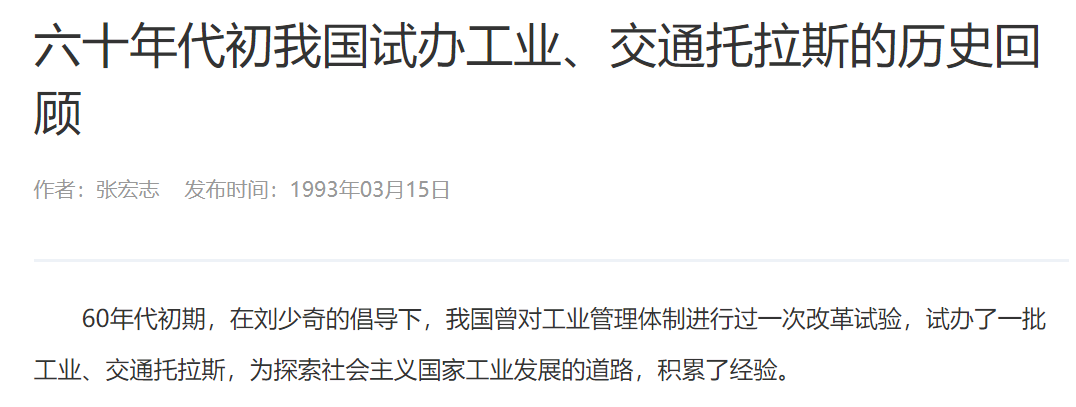 六十年代初我国试办工业、交通托拉斯的历史回
顾
作者：张宏志 发布时间：1993年03月15日
60年代初期，在刘少奇的倡导下，我国曾对工业管理体制进行过一次改革试验，试办了一批
工业、交通托拉斯，为探索社会主义国家工业发展的道路，积累了经验。